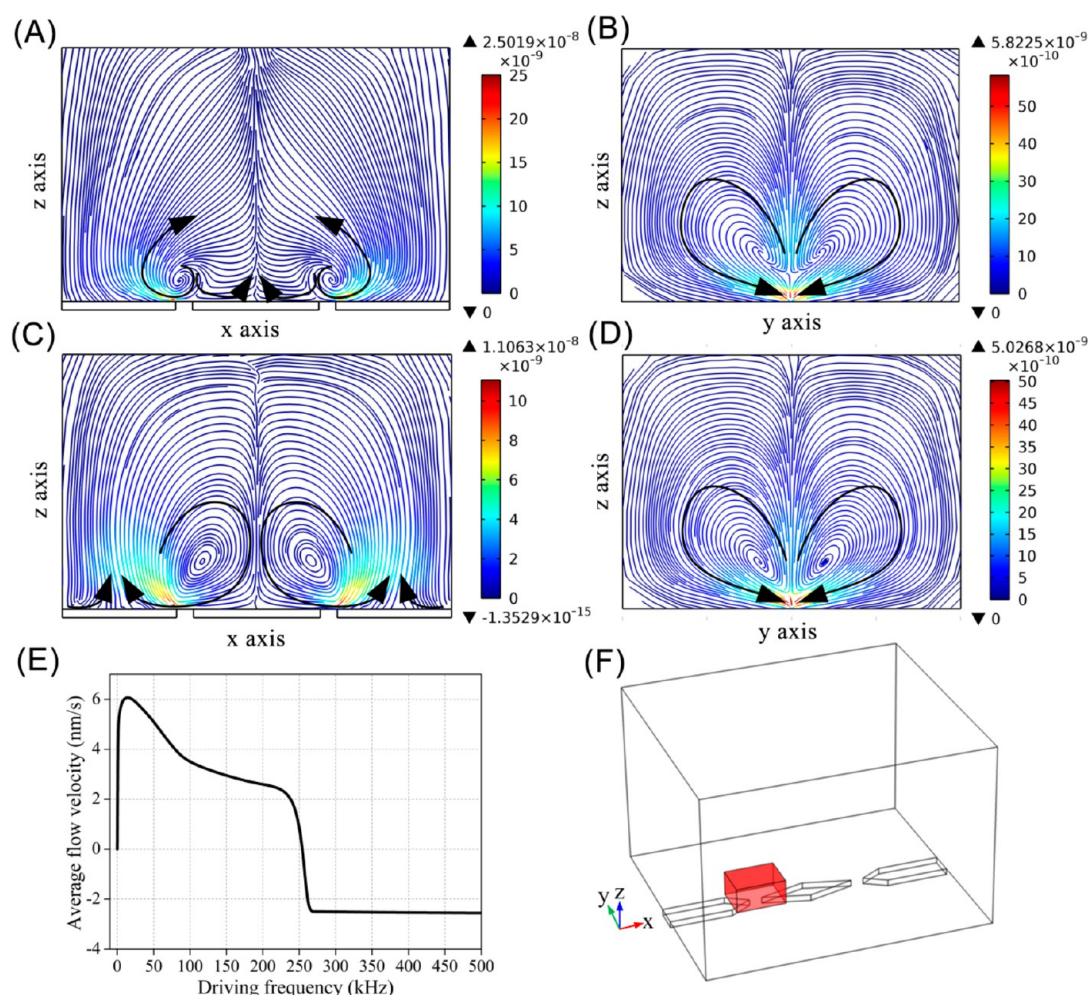 (A)
▲ 2.5019×10⁻⁸
×10⁻⁹
25
20
15
10
5
0
▼ 0
z axis
x axis
(B)
▲ 5.8225×10⁻⁹
×10⁻¹⁰
50
40
30
20
10
0
▼ 0
z axis
y axis
(C)
▲ 1.1063×10⁻⁸
×10⁻⁹
10
8
6
4
2
0
▼ -1.3529×10⁻¹⁵
z axis
x axis
(D)
▲ 5.0268×10⁻⁹
×10⁻¹⁰
50
45
40
35
30
25
20
15
10
5
0
▼ 0
z axis
y axis
(E)
Average flow velocity (nm/s)
6
4
2
0
-2
-4
0 50 100 150 200 250 300 350 400 450 500
Driving frequency (kHz)
(F)
y z x